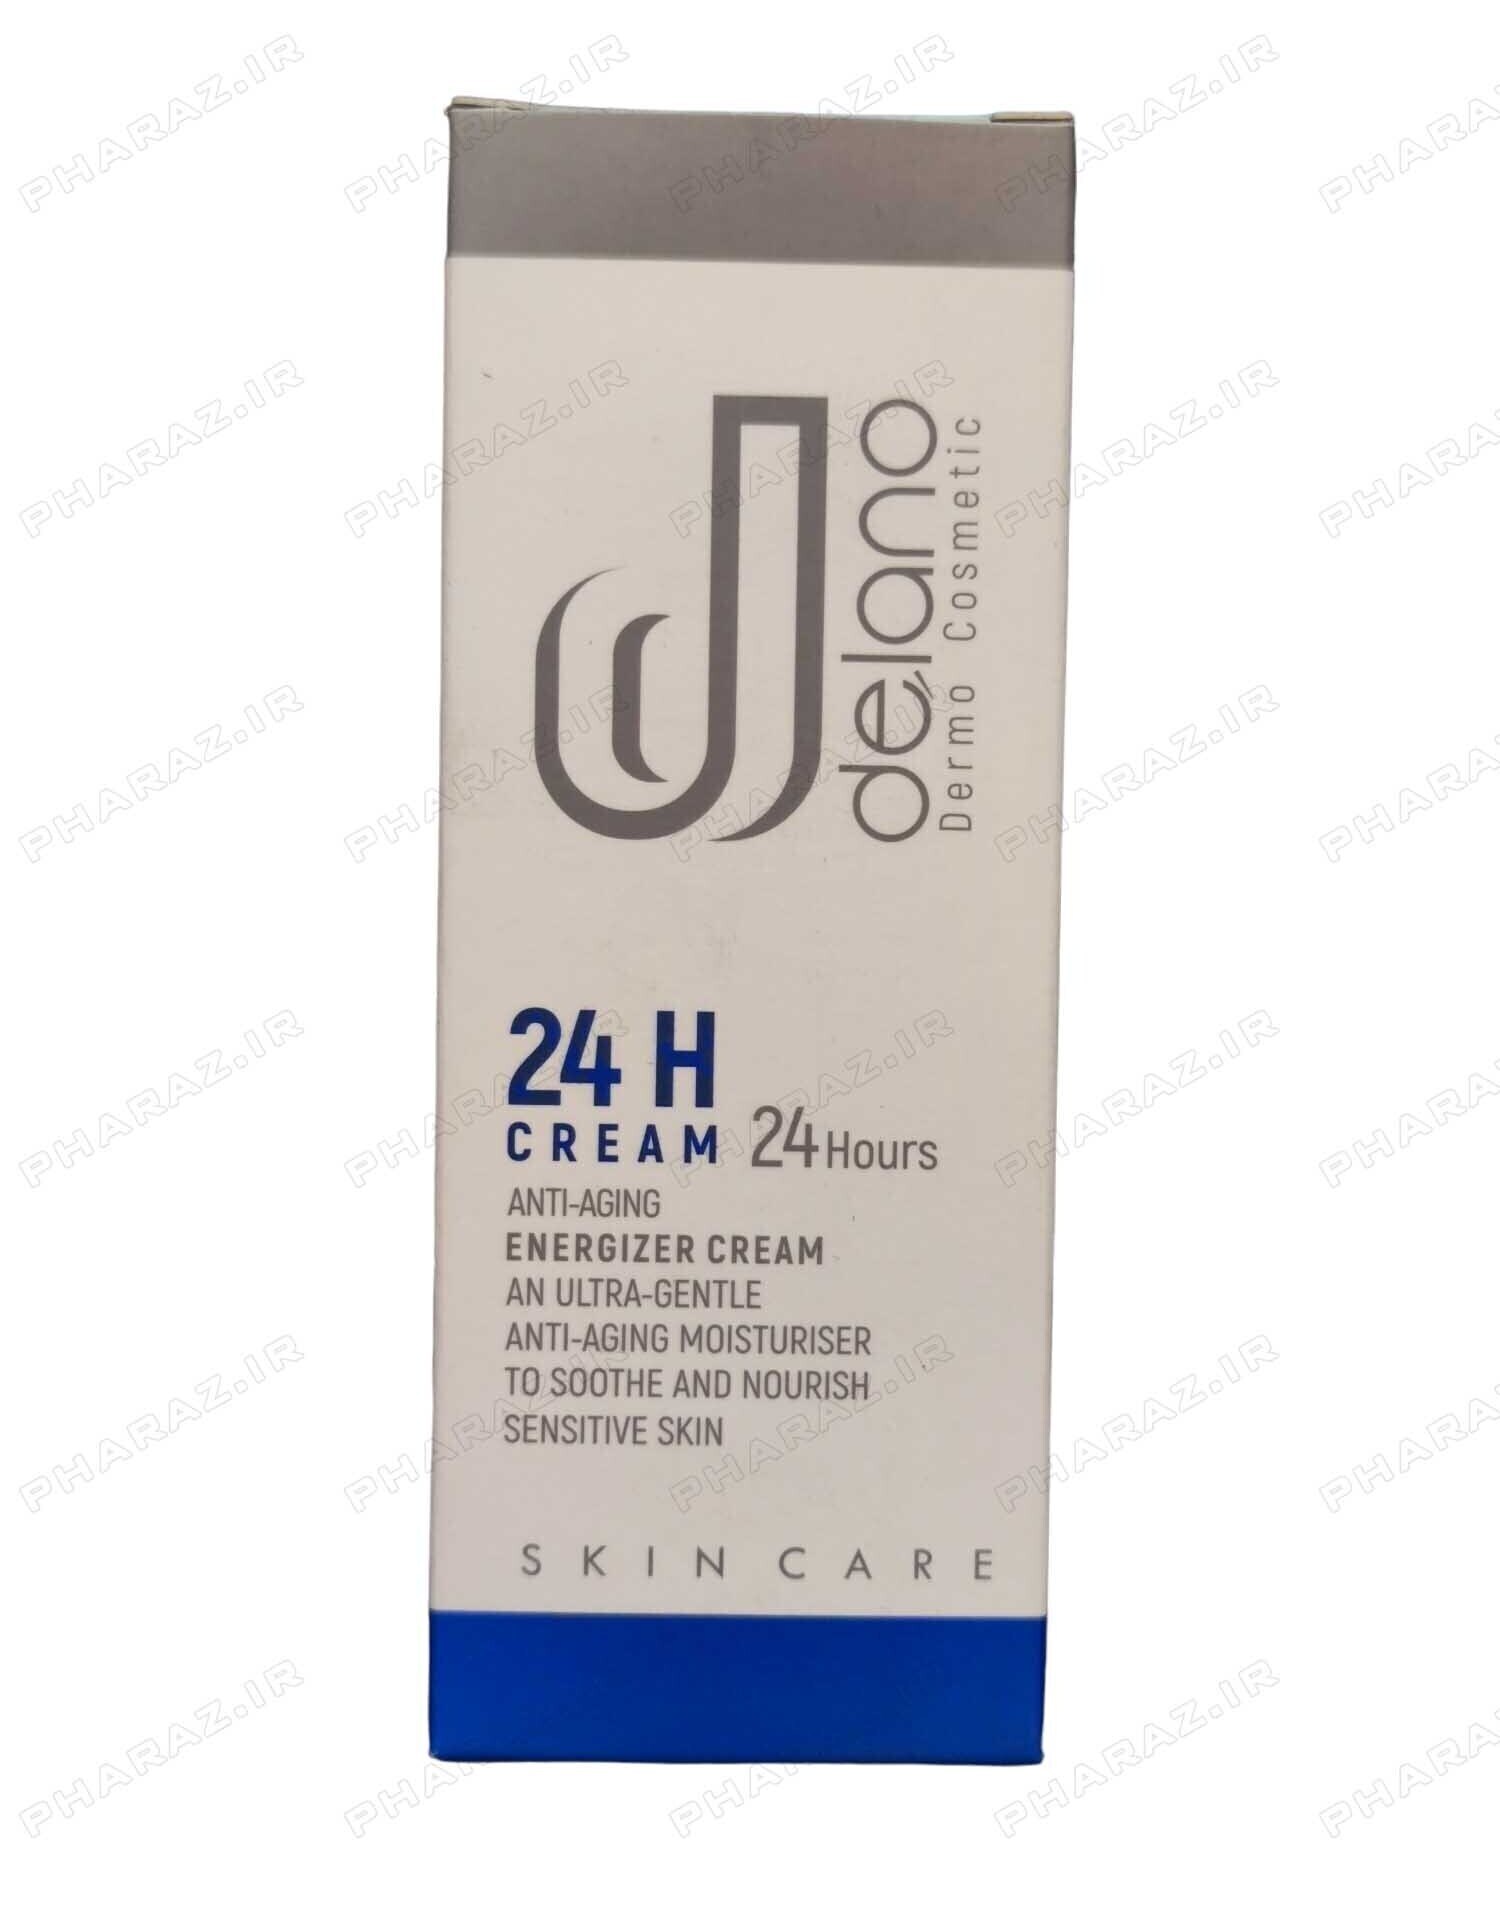 délano
Dermo Cosmetic
24 H
CREAM 24 Hours
ANTI-AGING
ENERGIZER CREAM
AN ULTRA-GENTLE
ANTI-AGING MOISTURISER
TO SOOTHE AND NOURISH
SENSITIVE SKIN
SKIN CARE
PHARAZ.IR